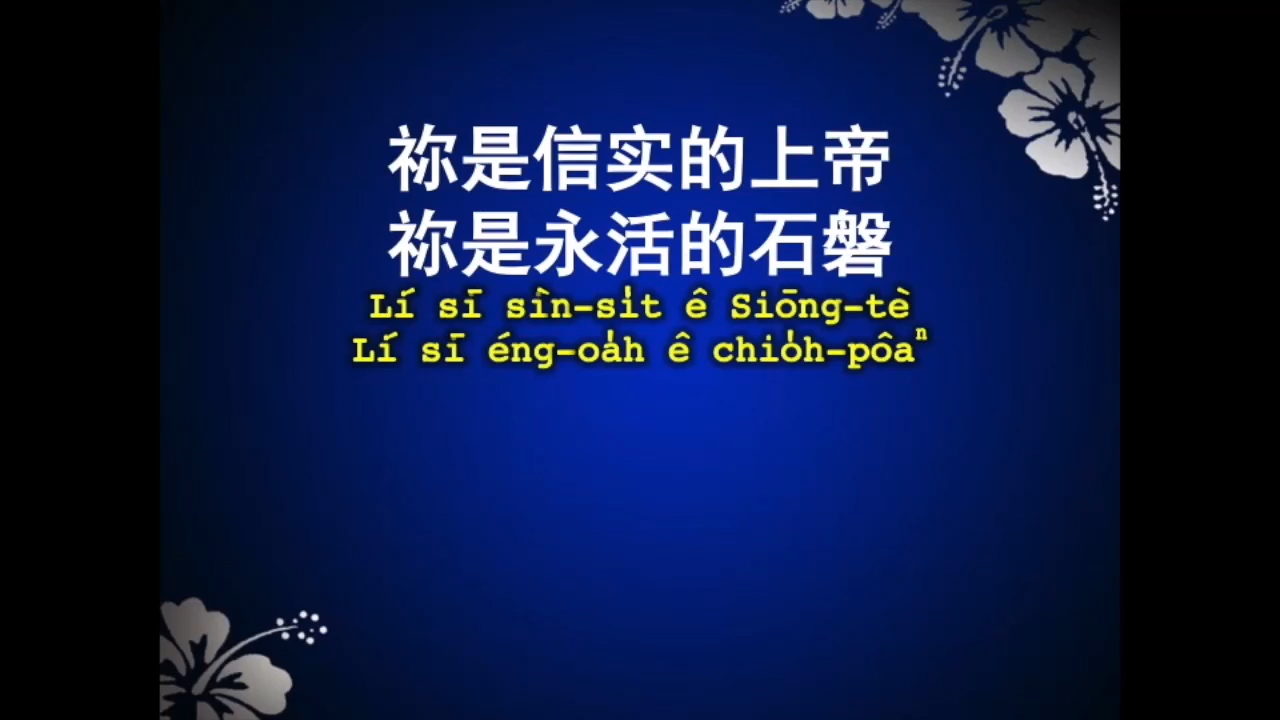 祢是信实的上帝
祢是永活的石磐
Lí sī sìn-si̍t ê Siōng-tè
Lí sī éng-oa̍h ê chio̍h-pôaⁿ